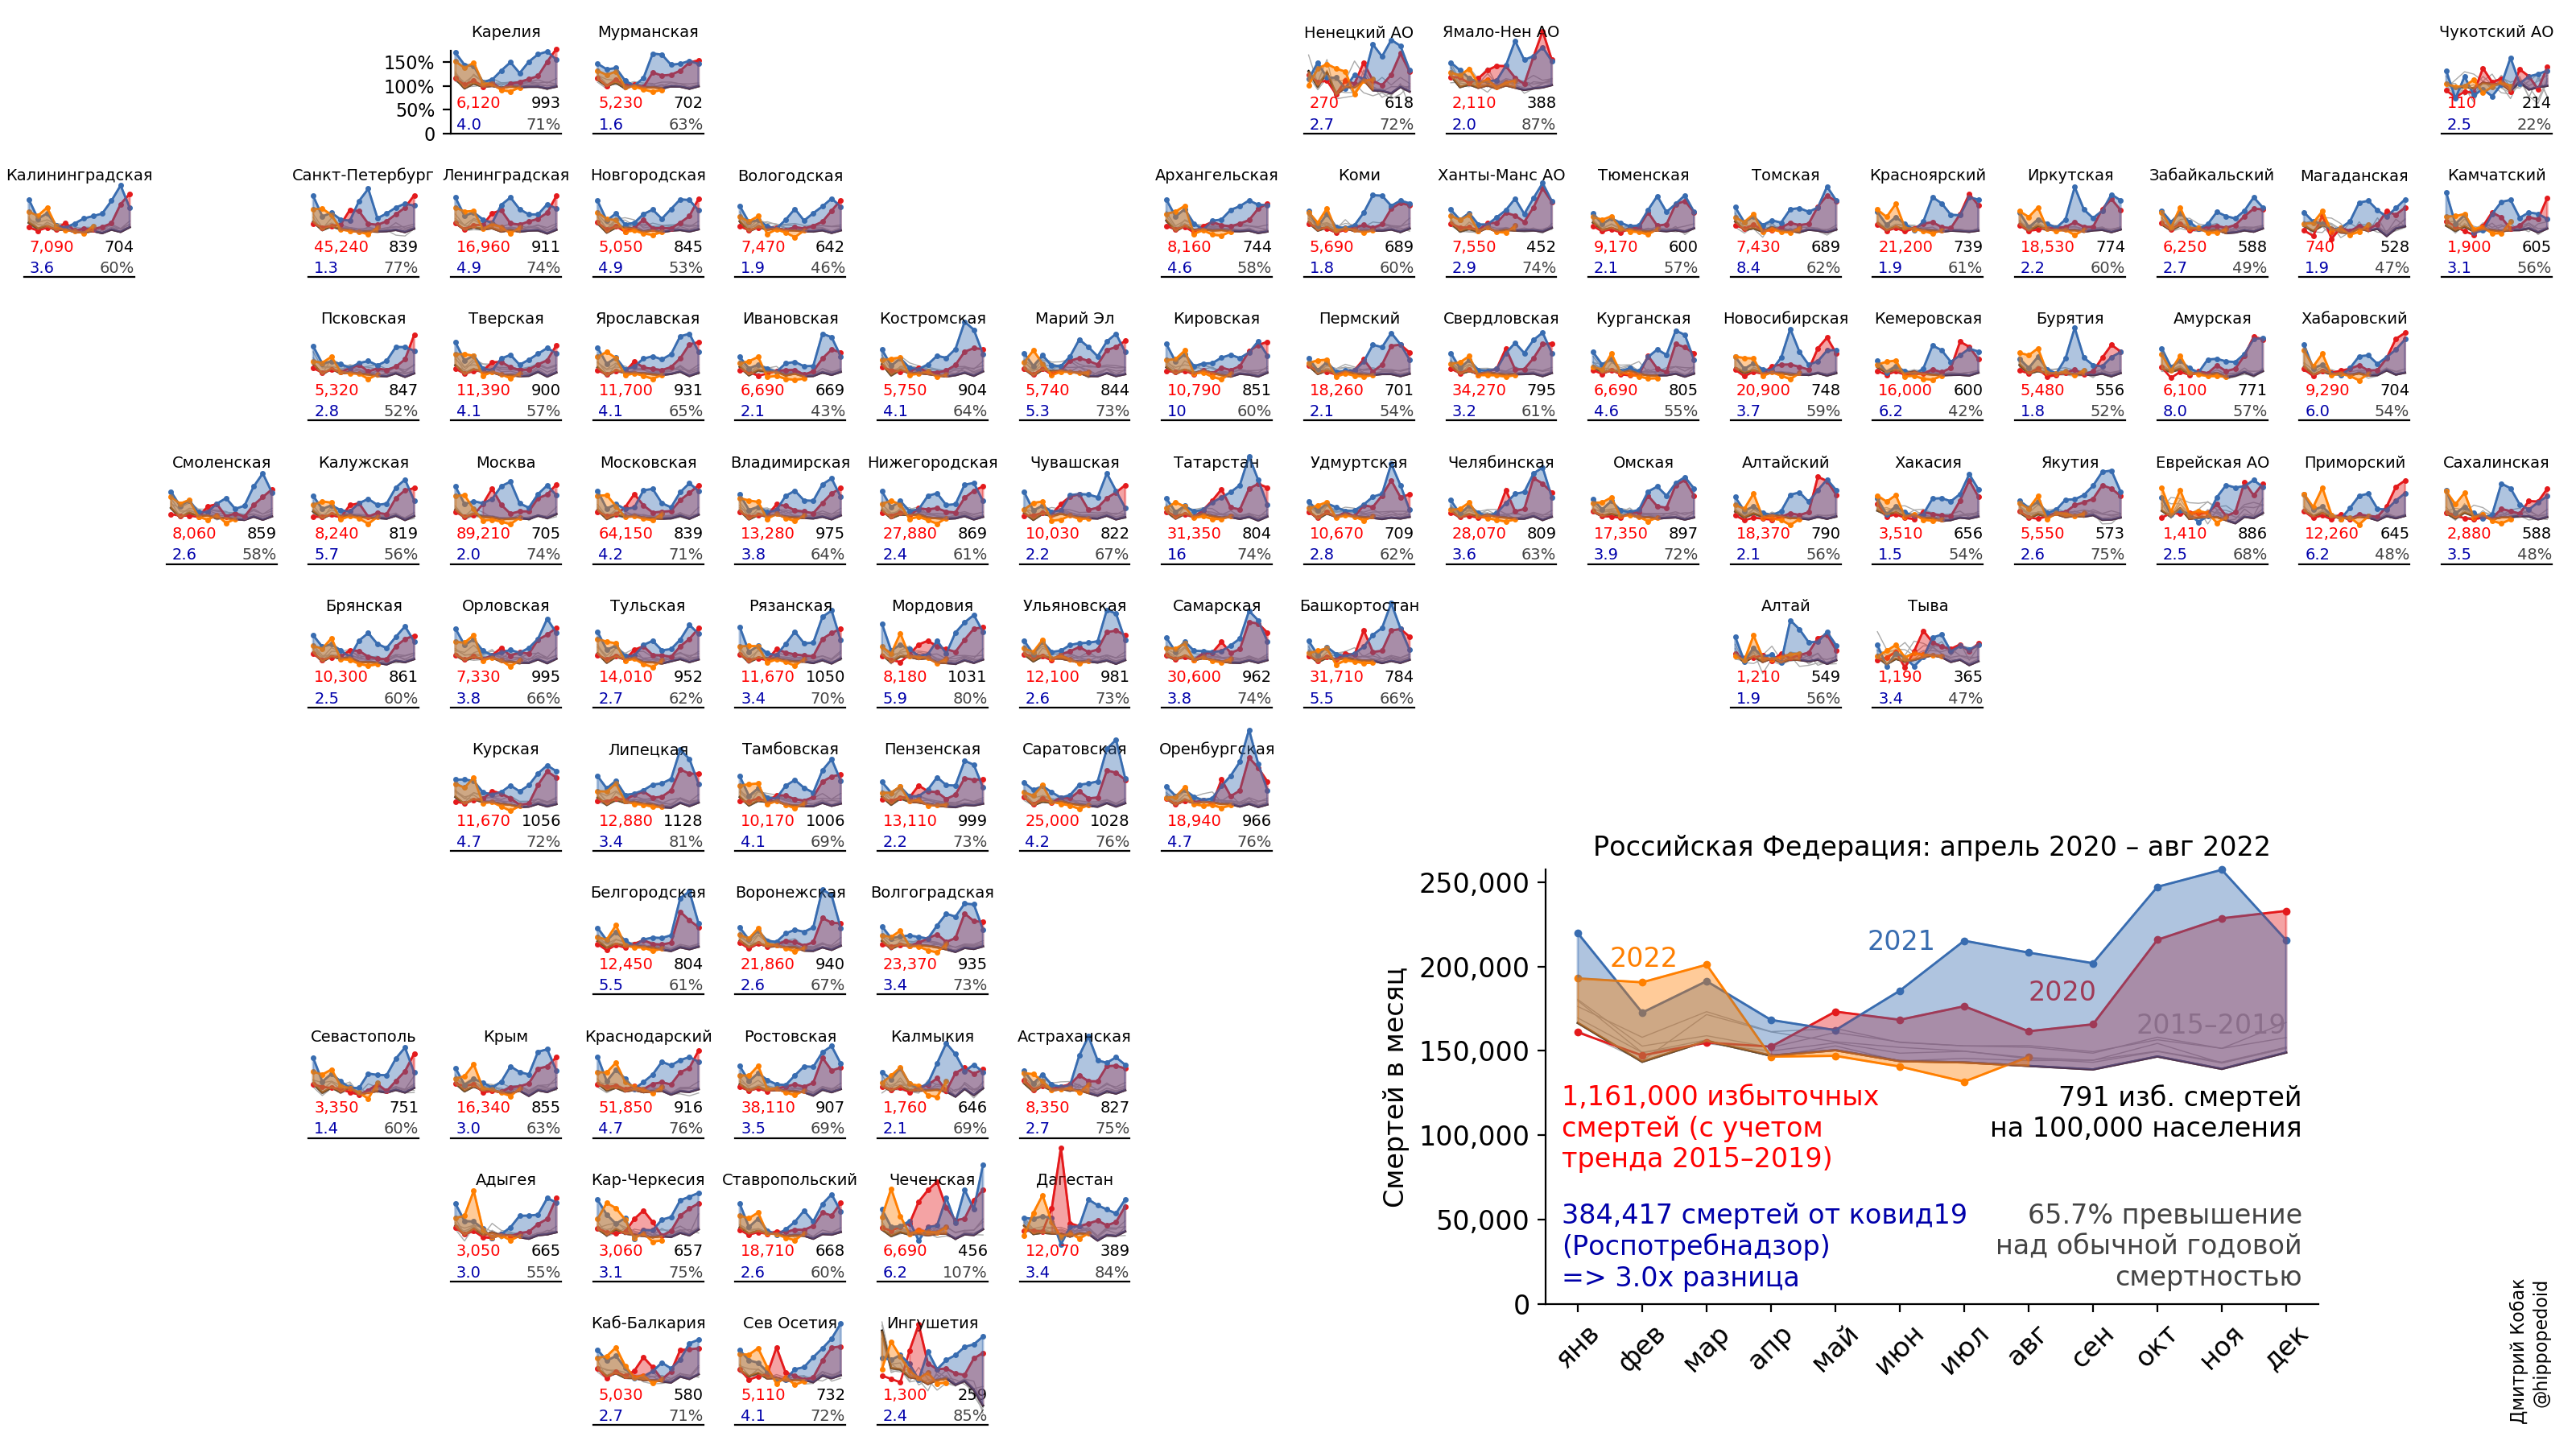 Карелия Мурманская Ненецкий АО Ямало-Нен АО Чукотский АО
150%
100%
50%
0
6,120 993 5,230 702 270 618 2,110 388 110 214
4.0 71% 1.6 63% 2.7 72% 2.0 87% 2.5 22%
Калининградская Санкт-Петербург Ленинградская Новгородская Вологодская Архангельская Коми Ханты-Манс АО Тюменская Томская Красноярский Иркутская Забайкальский Магаданская Камчатский
7,090 704 45,240 839 16,960 911 5,050 845 7,470 642 8,160 744 5,690 689 7,550 452 9,170 600 7,430 689 21,200 739 18,530 774 6,250 588 740 528 1,900 605
3.6 60% 1.3 77% 4.9 74% 4.9 53% 1.9 46% 4.6 58% 1.8 60% 2.9 74% 2.1 57% 8.4 62% 1.9 61% 2.2 60% 2.7 49% 1.9 47% 3.1 56%
Псковская Тверская Ярославская Ивановская Костромская Марий Эл Кировская Пермский Свердловская Курганская Новосибирская Кемеровская Бурятия Амурская Хабаровский
5,320 847 11,390 900 11,700 931 6,690 669 5,750 904 5,740 844 10,790 851 18,260 701 34,270 795 6,690 805 20,900 748 16,000 600 5,480 556 6,100 771 9,290 704
2.8 52% 4.1 57% 4.1 65% 2.1 43% 4.1 64% 5.3 73% 10 60% 2.1 54% 3.2 61% 4.6 55% 3.7 59% 6.2 42% 1.8 52% 8.0 57% 6.0 54%
Смоленская Калужская Москва Московская Владимирская Нижегородская Чувашская Татарстан Удмуртская Челябинская Омская Алтайский Хакасия Якутия Еврейская АО Приморский Сахалинская
8,060 859 8,240 819 89,210 705 64,150 839 13,280 975 27,880 869 10,030 822 31,350 804 10,670 709 28,070 809 17,350 897 18,370 790 3,510 656 5,550 573 1,410 886 12,260 645 2,880 588
2.6 58% 5.7 56% 2.0 74% 4.2 71% 3.8 64% 2.4 61% 2.2 67% 16 74% 2.8 62% 3.6 63% 3.9 72% 2.1 56% 1.5 54% 2.6 75% 2.5 68% 6.2 48% 3.5 48%
Брянская Орловская Тульская Рязанская Мордовия Ульяновская Самарская Башкортостан Алтай Тыва
10,300 861 7,330 995 14,010 952 11,670 1050 8,180 1031 12,100 981 30,600 962 31,710 784 1,210 549 1,190 365
2.5 60% 3.8 66% 2.7 62% 3.4 70% 5.9 80% 2.6 73% 3.8 74% 5.5 66% 1.9 56% 3.4 47%
Курская Липецкая Тамбовская Пензенская Саратовская Оренбургская
11,670 1056 12,880 1128 10,170 1006 13,110 999 25,000 1028 18,940 966
4.7 72% 3.4 81% 4.1 69% 2.2 73% 4.2 76% 4.7 76%
Белгородская Воронежская Волгоградская
12,450 804 21,860 940 23,370 935
5.5 61% 2.6 67% 3.4 73%
Севастополь Крым Краснодарский Ростовская Калмыкия Астраханская
3,350 751 16,340 855 51,850 916 38,110 907 1,760 646 8,350 827
1.4 60% 3.0 63% 4.7 76% 3.5 69% 2.1 69% 2.7 75%
Адыгея Кар-Черкесия Ставропольский Чеченская Дагестан
3,050 665 3,060 657 18,710 668 6,690 456 12,070 389
3.0 55% 3.1 75% 2.6 60% 6.2 107% 3.4 84%
Каб-Балкария Сев Осетия Ингушетия
5,030 580 5,110 732 1,300 259
2.7 71% 4.1 72% 2.4 85%
Российская Федерация: апрель 2020 – авг 2022
Смертей в месяц
250,000
200,000
150,000
100,000
50,000
0
2022
2021
2020
2015–2019
1,161,000 избыточных
смертей (с учетом
тренда 2015–2019)
791 изб. смертей
на 100,000 населения
384,417 смертей от ковид19
(Роспотребнадзор)
=> 3.0x разница
65.7% превышение
над обычной годовой
смертностью
янв фев мар апр май июн июл авг сен окт ноя дек
Дмитрий Кобак
@hippopedoid